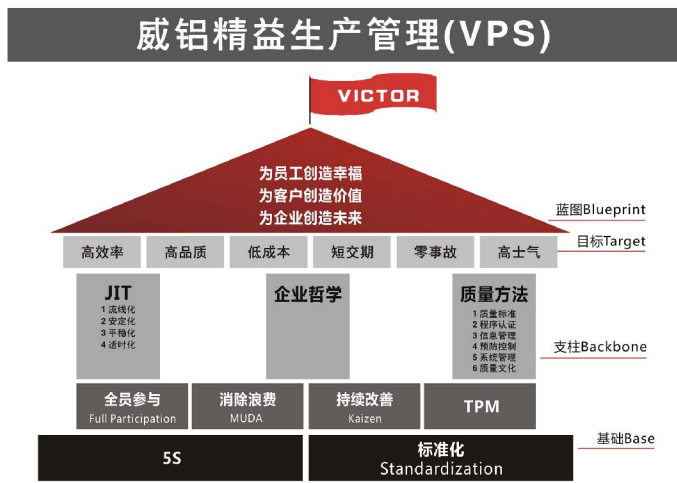 威铝精益生产管理(VPS)
VICTOR
为员工创造幸福
为客户创造价值
为企业创造未来
蓝图Blueprint
高效率
高品质
低成本
短交期
零事故
高士气
目标Target
JIT
1 流线化
2 安定化
3 平稳化
4 适时化
企业哲学
质量方法
1 质量标准
2 程序认证
3 信息管理
4 预防控制
5 系统管理
6 质量文化
支柱Backbone
全员参与
Full Participation
消除浪费
MUDA
持续改善
Kaizen
TPM
5S
标准化
Standardization
基础Base